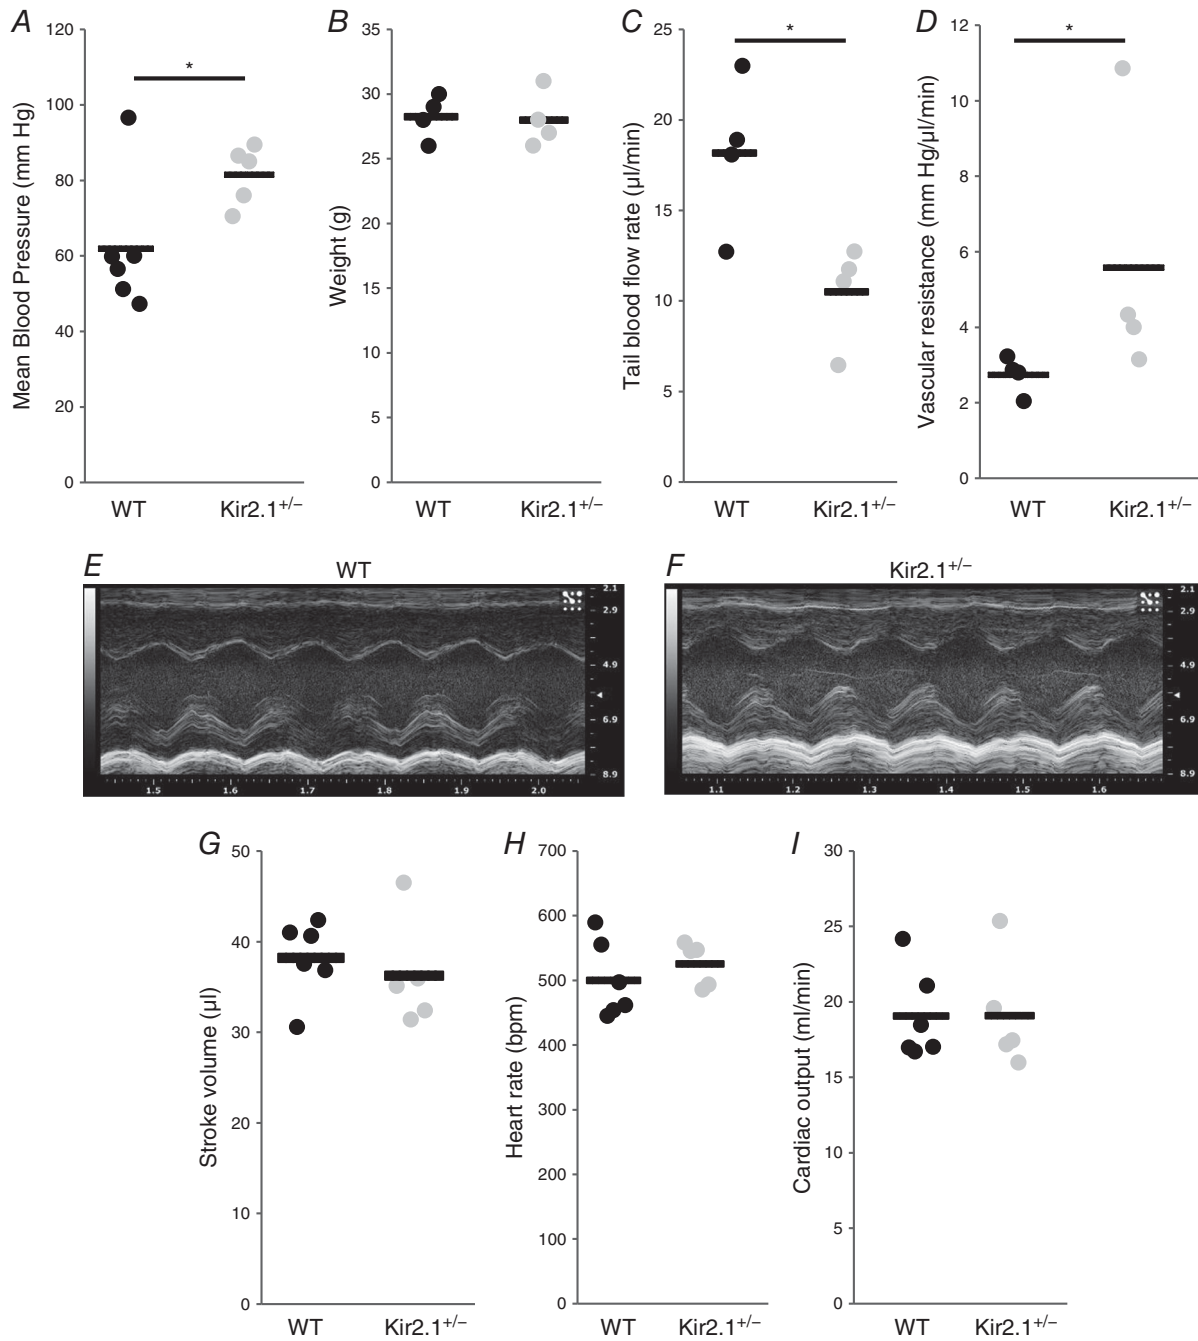 A
Mean Blood Pressure (mm Hg)
120
100
80
60
40
20
0
*
WT
Kir2.1+/–
B
Weight (g)
35
30
25
20
15
10
5
0
WT
Kir2.1+/–
C
Tail blood flow rate (μl/min)
25
20
15
10
5
0
*
WT
Kir2.1+/–
D
Vascular resistance (mm Hg/μl/min)
12
10
8
6
4
2
0
*
WT
Kir2.1+/–
E
WT
2.1
2.9
4.9
6.9
8.9
1.5
1.6
1.7
1.8
1.9
2.0
F
Kir2.1+/–
2.1
2.9
4.9
6.9
8.9
1.1
1.2
1.3
1.4
1.5
1.6
G
Stroke volume (μl)
50
40
30
20
10
0
WT
Kir2.1+/–
H
Heart rate (bpm)
700
600
500
400
300
200
100
0
WT
Kir2.1+/–
I
Cardiac output (ml/min)
30
25
20
15
10
5
0
WT
Kir2.1+/–